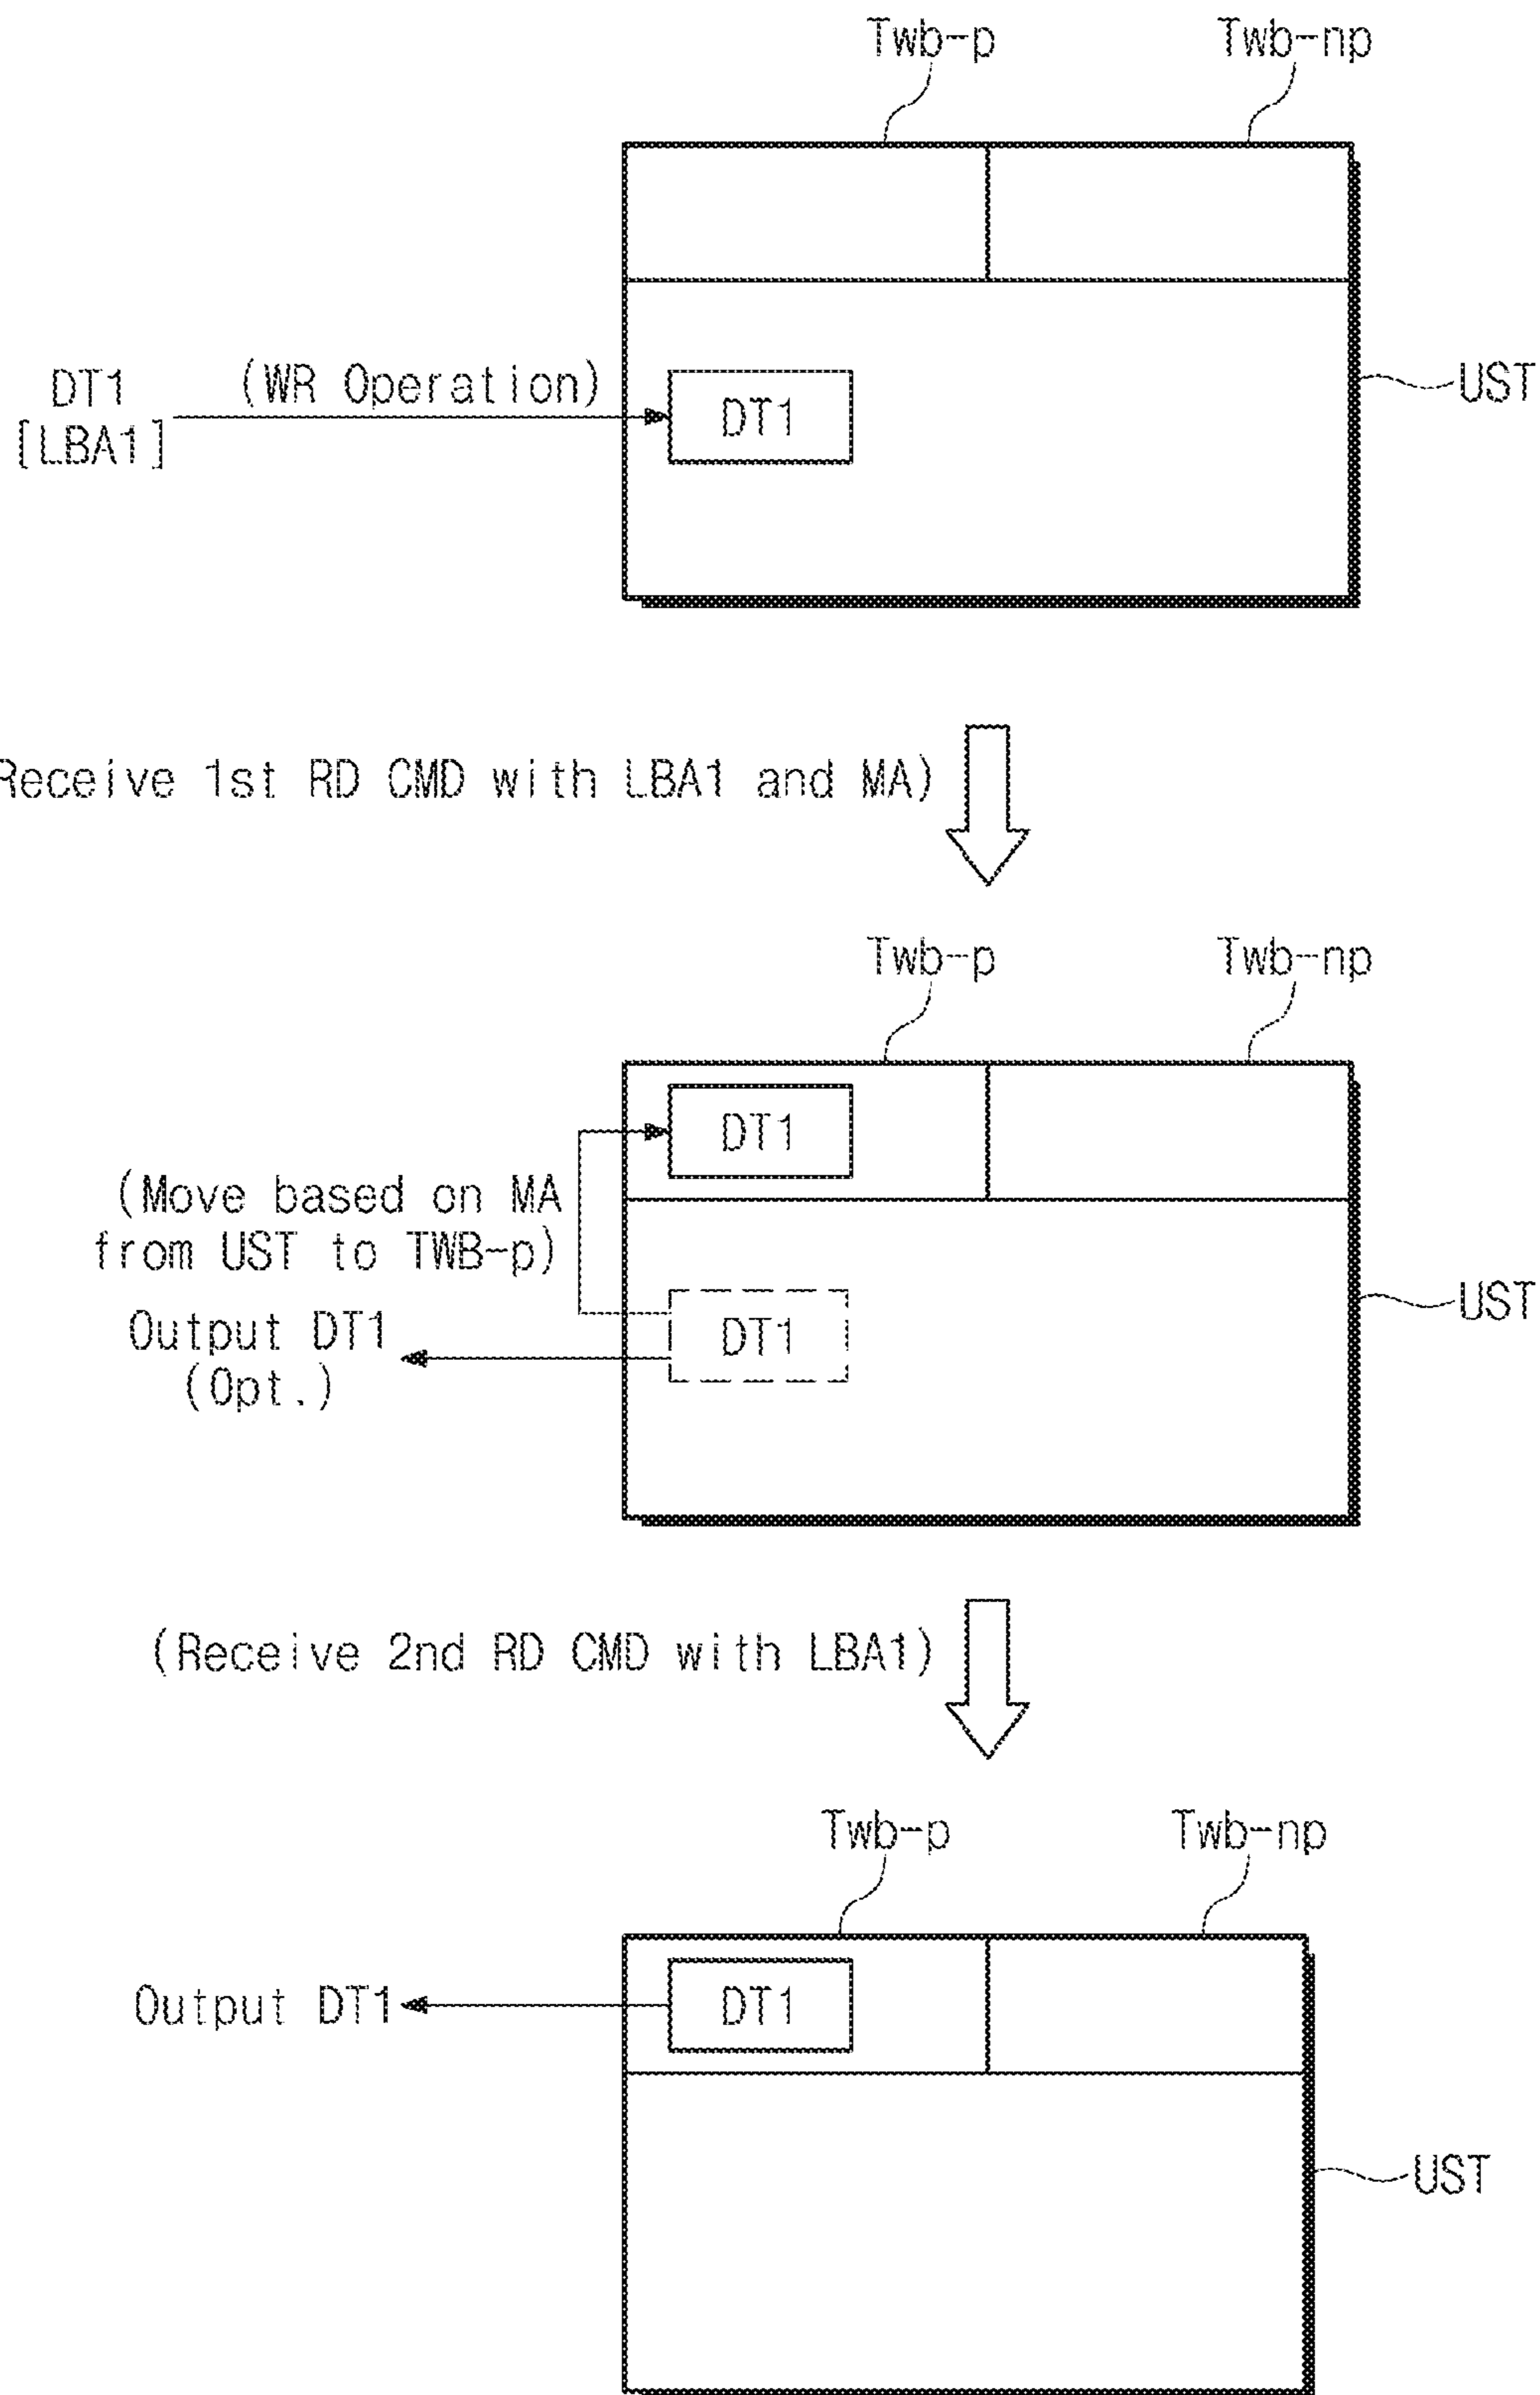 Twb-p Twb-np
DT1
[LBA1]
(WR Operation)
DT1
UST
Receive 1st RD CMD with LBA1 and MA)
Twb-p Twb-np
DT1
(Move based on MA
from UST to TWB-p)
Output DT1
(Opt.)
DT1
UST
(Receive 2nd RD CMD with LBA1)
Twb-p Twb-np
Output DT1
DT1
UST